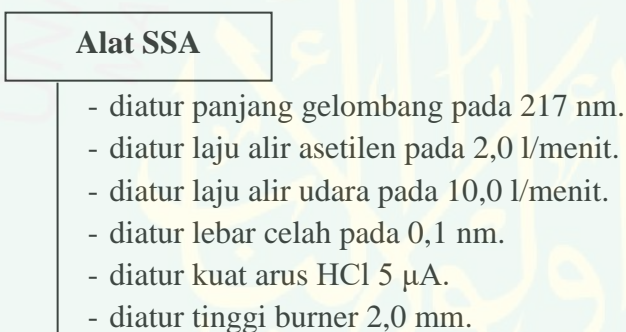 Alat SSA
- diatur panjang gelombang pada 217 nm.
- diatur laju alir asetilen pada 2,0 l/menit.
- diatur laju alir udara pada 10,0 l/menit.
- diatur lebar celah pada 0,1 nm.
- diatur kuat arus HCl 5 µA.
- diatur tinggi burner 2,0 mm.